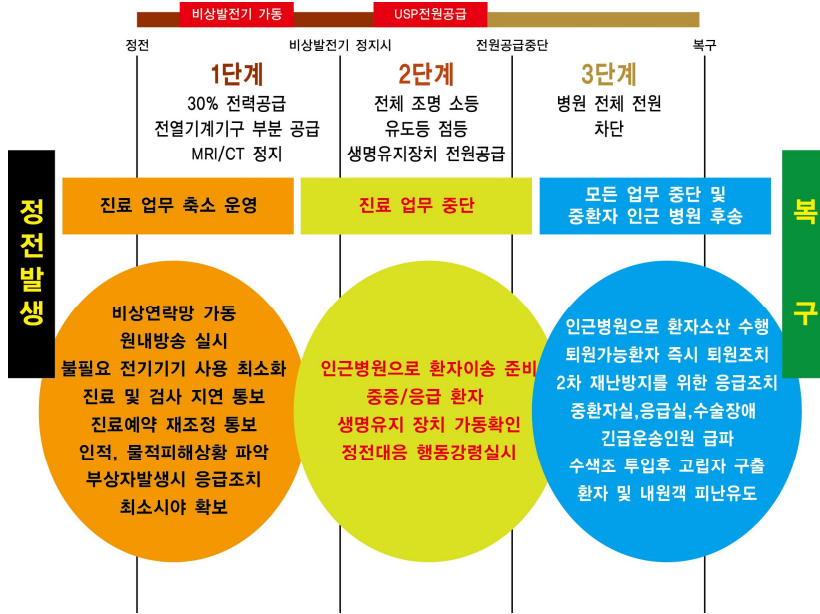 비상발전기 가동
USP전원공급
정전
비상발전기 정지시
전원공급중단
복구
1단계
30% 전력공급
전열기계기구 부분 공급
MRI/CT 정지
2단계
전체 조명 소등
유도등 점등
생명유지장치 전원공급
3단계
병원 전체 전원
차단
정전발생
진료 업무 축소 운영
진료 업무 중단
모든 업무 중단 및
중환자 인근 병원 후송
복구
비상연락망 가동
원내방송 실시
불필요 전기기기 사용 최소화
진료 및 검사 지연 통보
진료예약 재조정 통보
인적, 물적피해상황 파악
부상자발생시 응급조치
최소시야 확보
인근병원으로 환자이송 준비
중증/응급 환자
생명유지 장치 가동확인
정전대응 행동강령실시
인근병원으로 환자소산 수행
퇴원가능환자 즉시 퇴원조치
2차 재난방지를 위한 응급조치
중환자실,응급실,수술장애
긴급운송인원 급파
수색조 투입후 고립자 구출
환자 및 내원객 피난유도